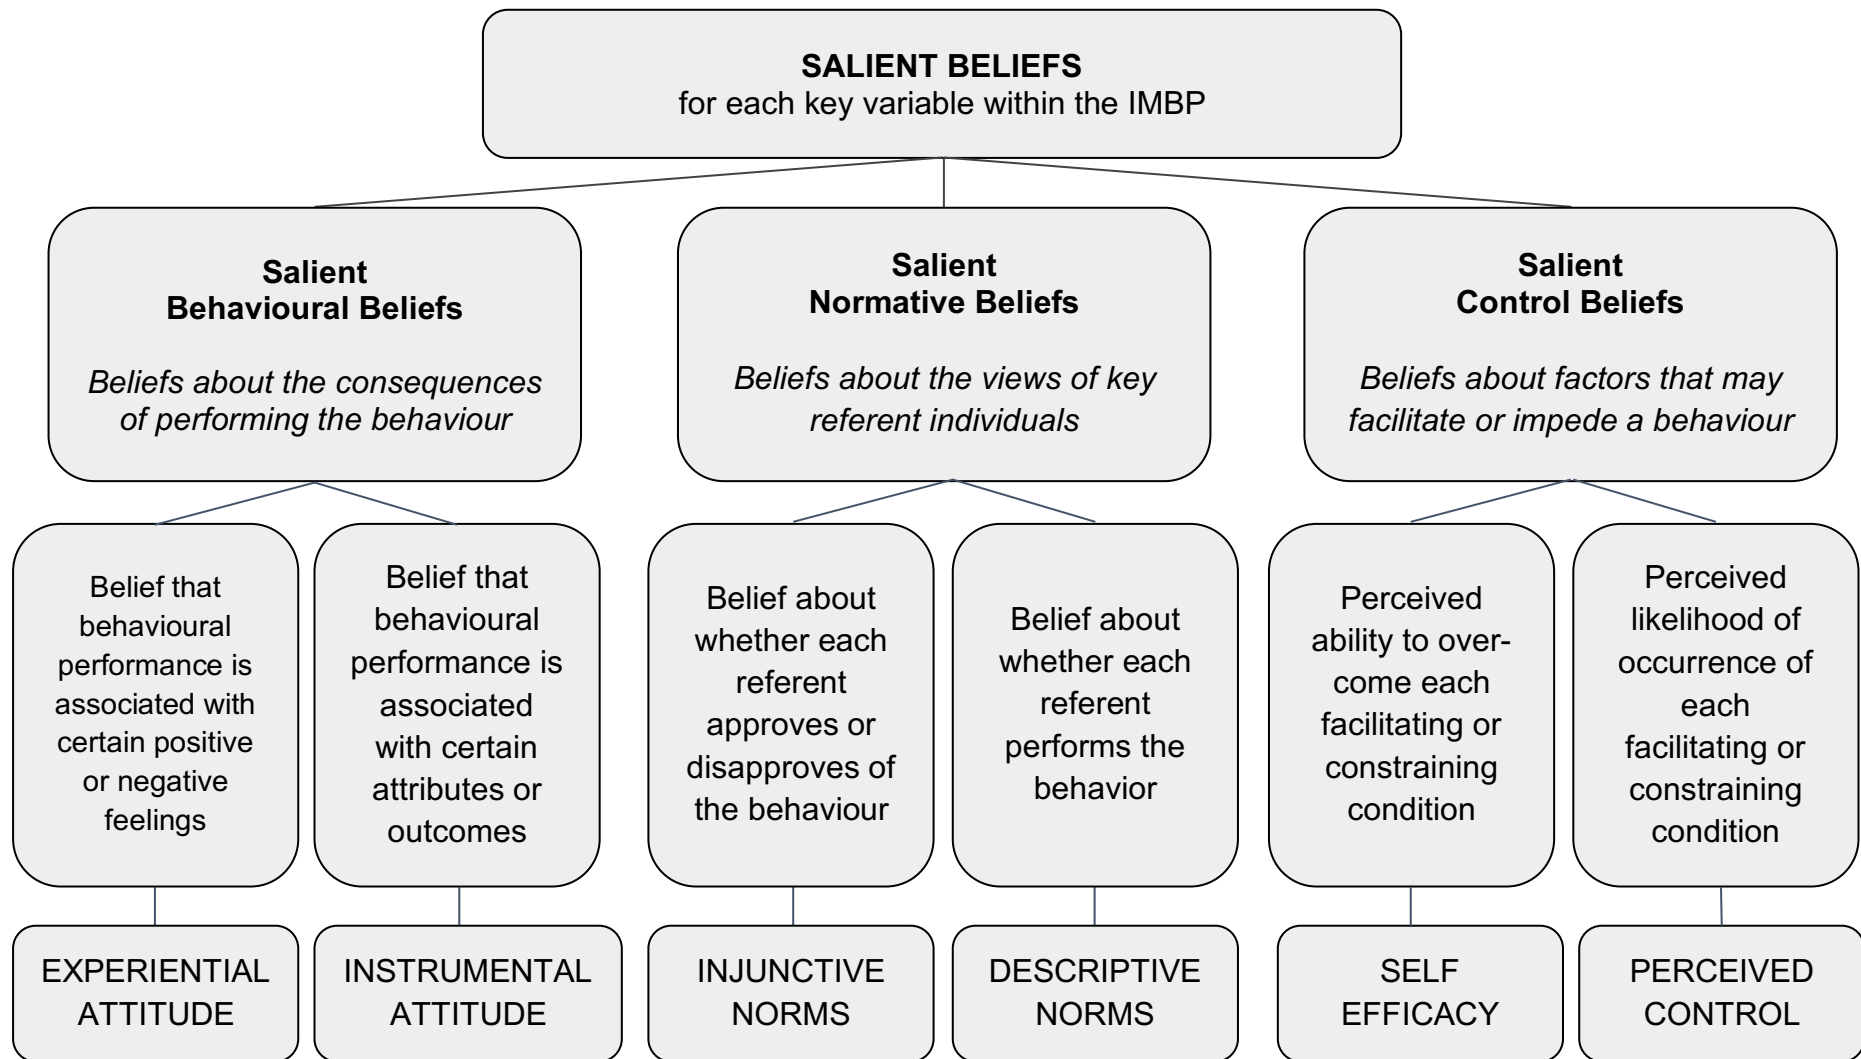 SALIENT BELIEFS
for each key variable within the IMBP
Salient
Behavioural Beliefs
Beliefs about the consequences
of performing the behaviour
Salient
Normative Beliefs
Beliefs about the views of key
referent individuals
Salient
Control Beliefs
Beliefs about factors that may
facilitate or impede a behaviour
Belief that
behavioural
performance is
associated with
certain positive
or negative
feelings
Belief that
behavioural
performance is
associated
with certain
attributes or
outcomes
Belief about
whether each
referent
approves or
disapproves of
the behaviour
Belief about
whether each
referent
performs the
behavior
Perceived
ability to over-
come each
facilitating or
constraining
condition
Perceived
likelihood of
occurrence of
each
facilitating or
constraining
condition
EXPERIENTIAL
ATTITUDE
INSTRUMENTAL
ATTITUDE
INJUNCTIVE
NORMS
DESCRIPTIVE
NORMS
SELF
EFFICACY
PERCEIVED
CONTROL